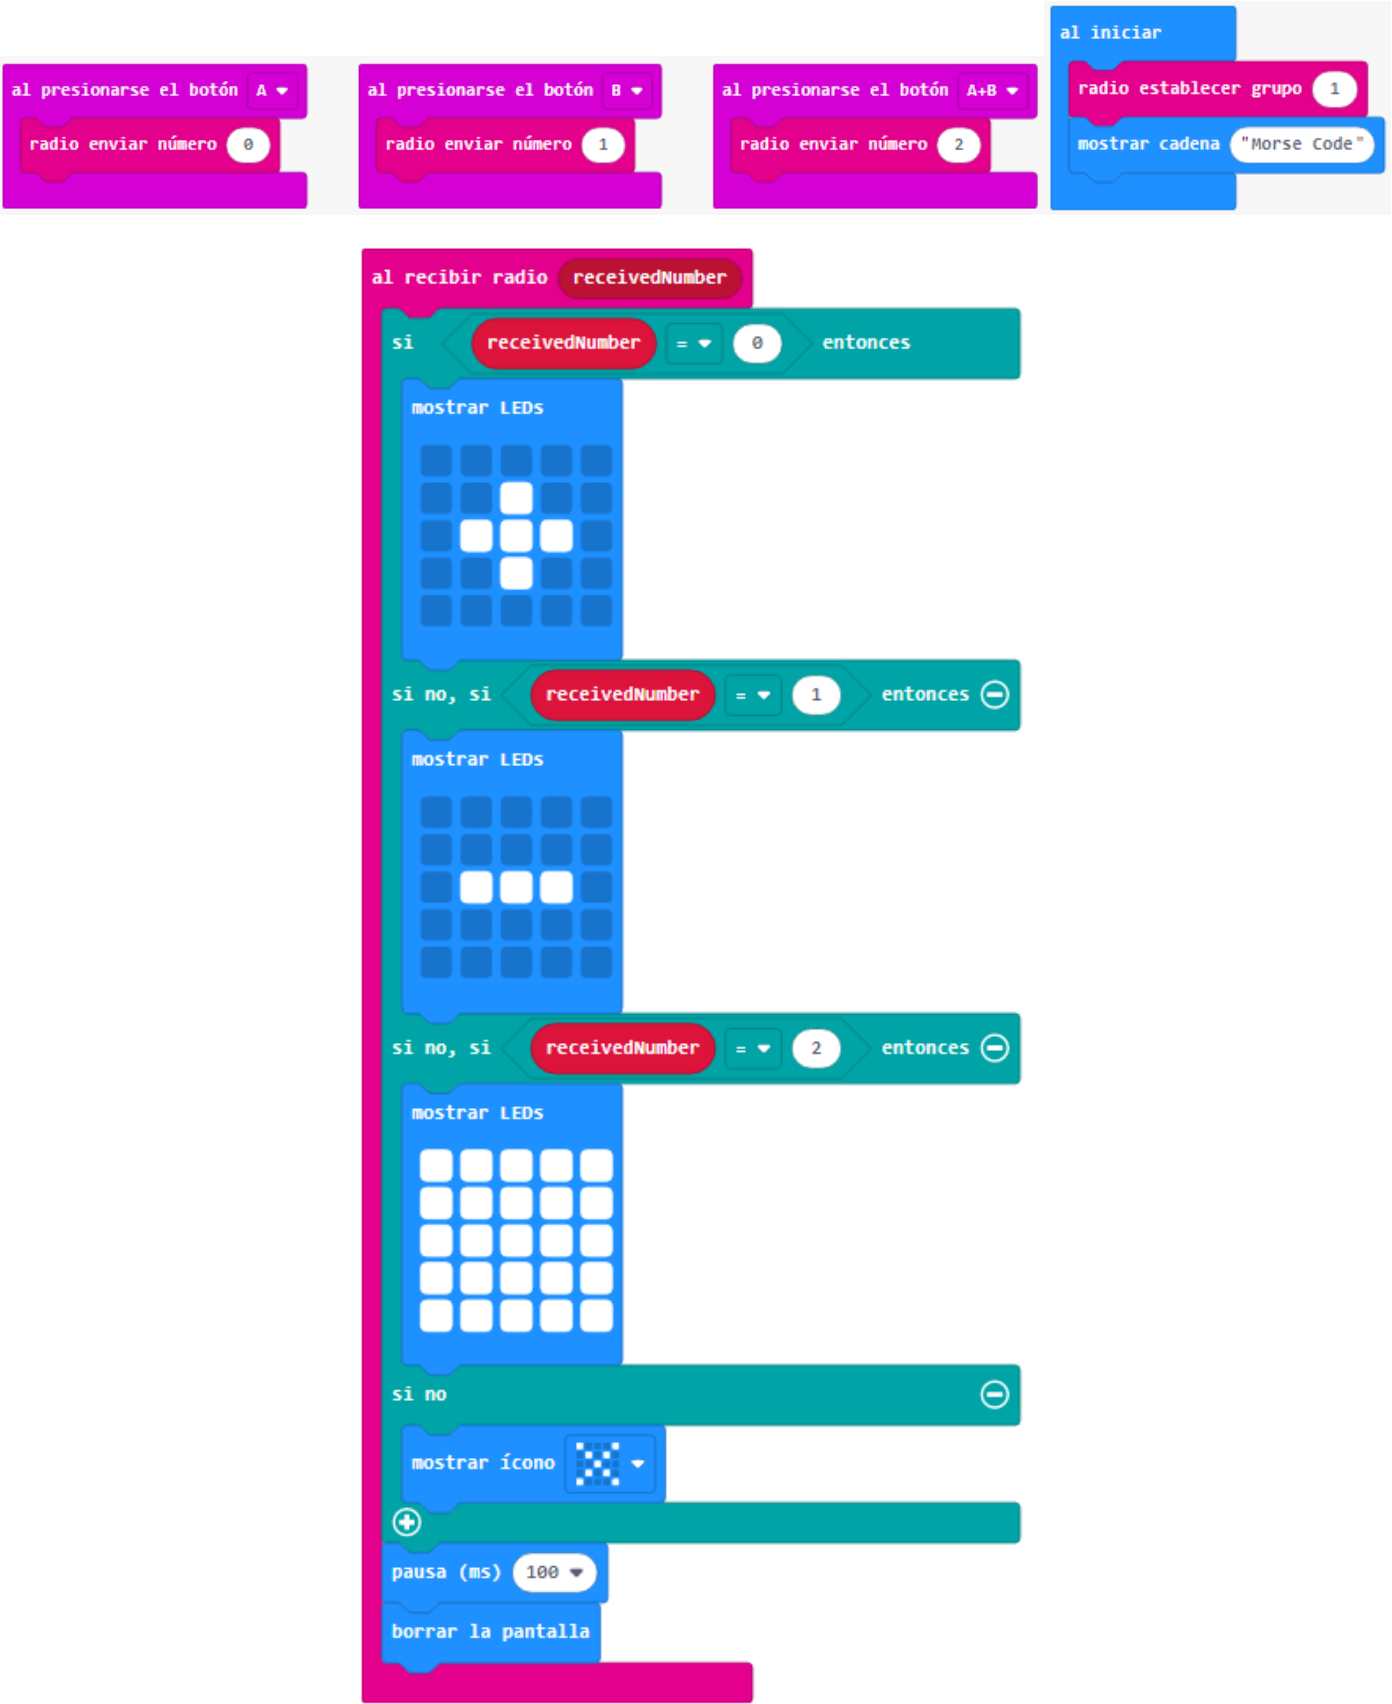 al presionarse el botón A
radio enviar número 0
al presionarse el botón B
radio enviar número 1
al presionarse el botón A+B
radio enviar número 2
al iniciar
radio establecer grupo 1
mostrar cadena "Morse Code"
al recibir radio receivedNumber
si receivedNumber = 0 entonces
mostrar LEDs
si no, si receivedNumber = 1 entonces
mostrar LEDs
si no, si receivedNumber = 2 entonces
mostrar LEDs
si no
mostrar ícono
pausa (ms) 100
borrar la pantalla